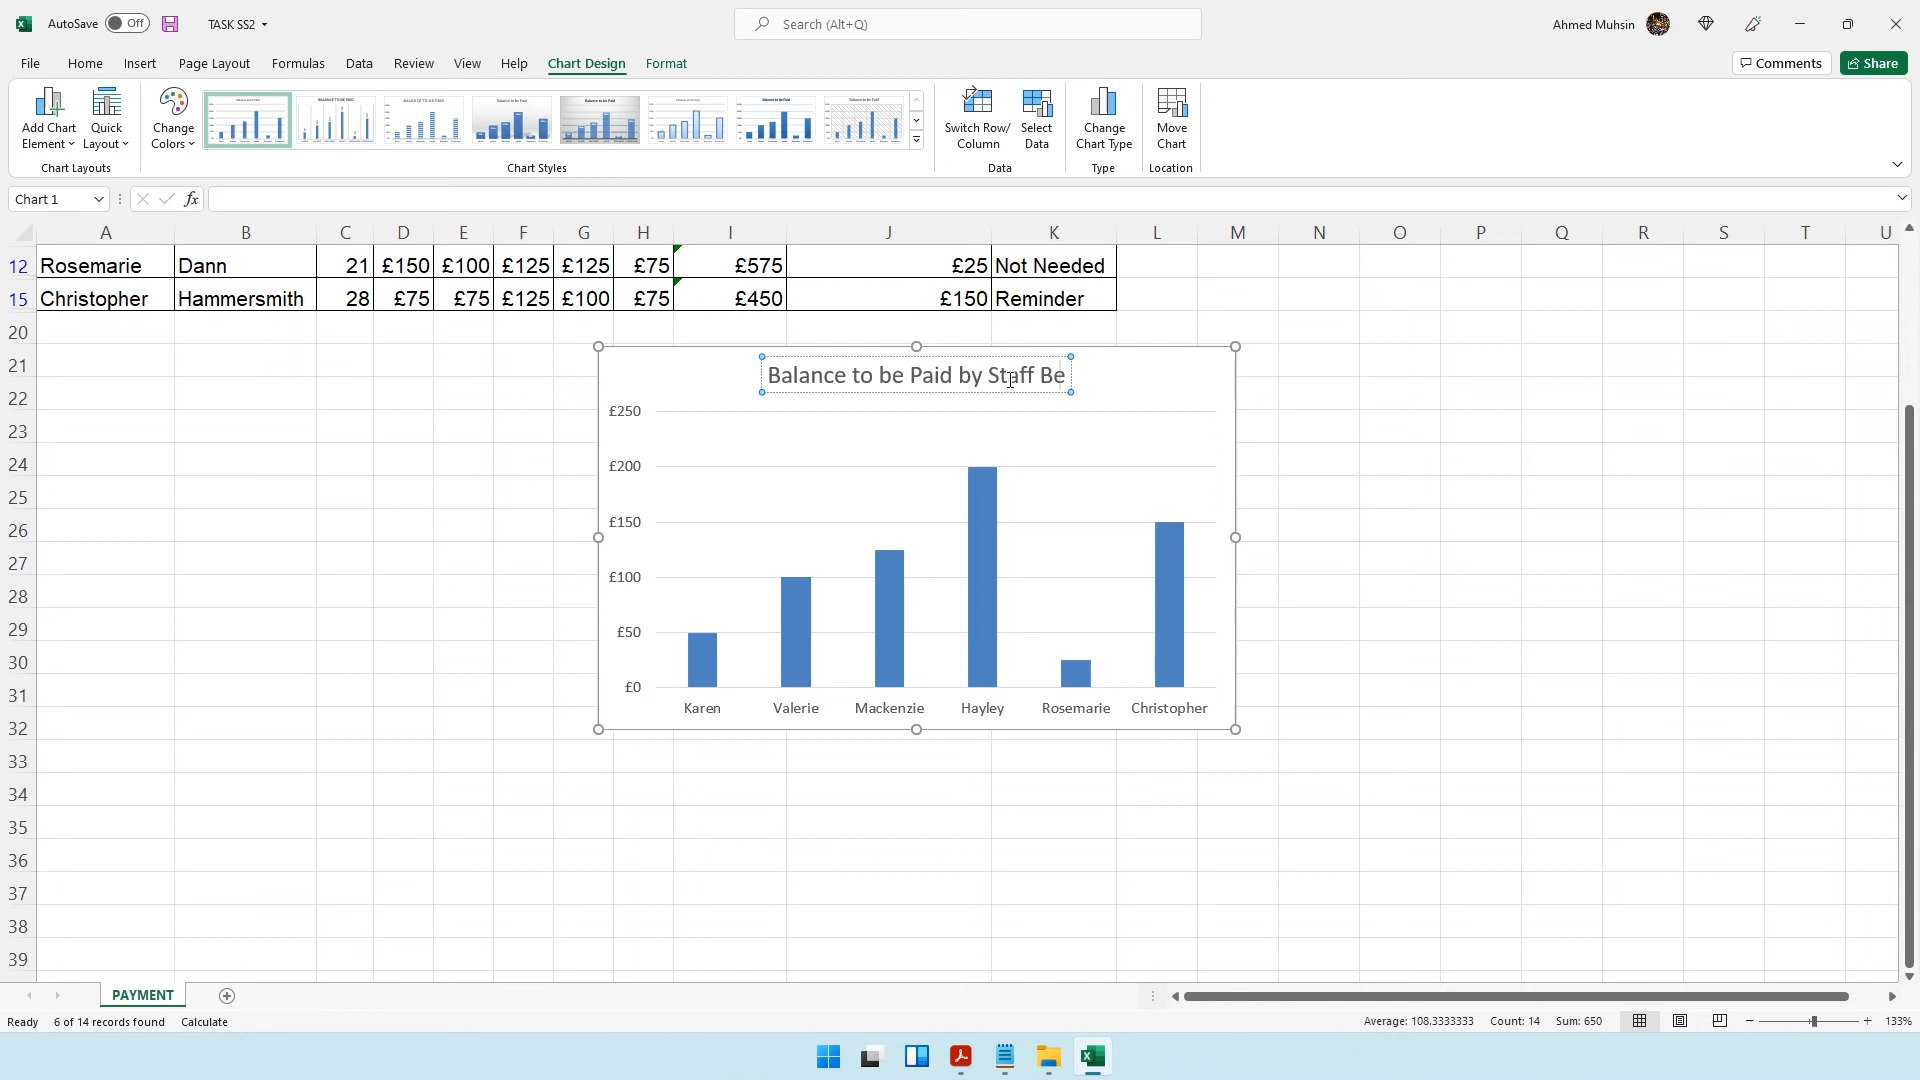 AutoSave Off TASK SS2 Search (Alt+Q) Ahmed Muhsin
File Home Insert Page Layout Formulas Data Review View Help Chart Design Format Comments Share
Add Chart Element Quick Layout Change Colors Switch Row/ Column Select Data Change Chart Type Move Chart
Chart Layouts Chart Styles Data Type Location
Chart 1 fx
A B C D E F G H I J K L M N O P Q R S T U
12 Rosemarie Dann 21 £150 £100 £125 £125 £75 £575 £25 Not Needed
15 Christopher Hammersmith 28 £75 £75 £125 £100 £75 £450 £150 Reminder
20
21
22
23
24
25
26
27
28
29
30
31
32
33
34
35
36
37
38
39
Balance to be Paid by Staff Be
£250
£200
£150
£100
£50
£0
Karen Valerie Mackenzie Hayley Rosemarie Christopher
PAYMENT
Ready 6 of 14 records found Calculate Average: 108.3333333 Count: 14 Sum: 650 133%